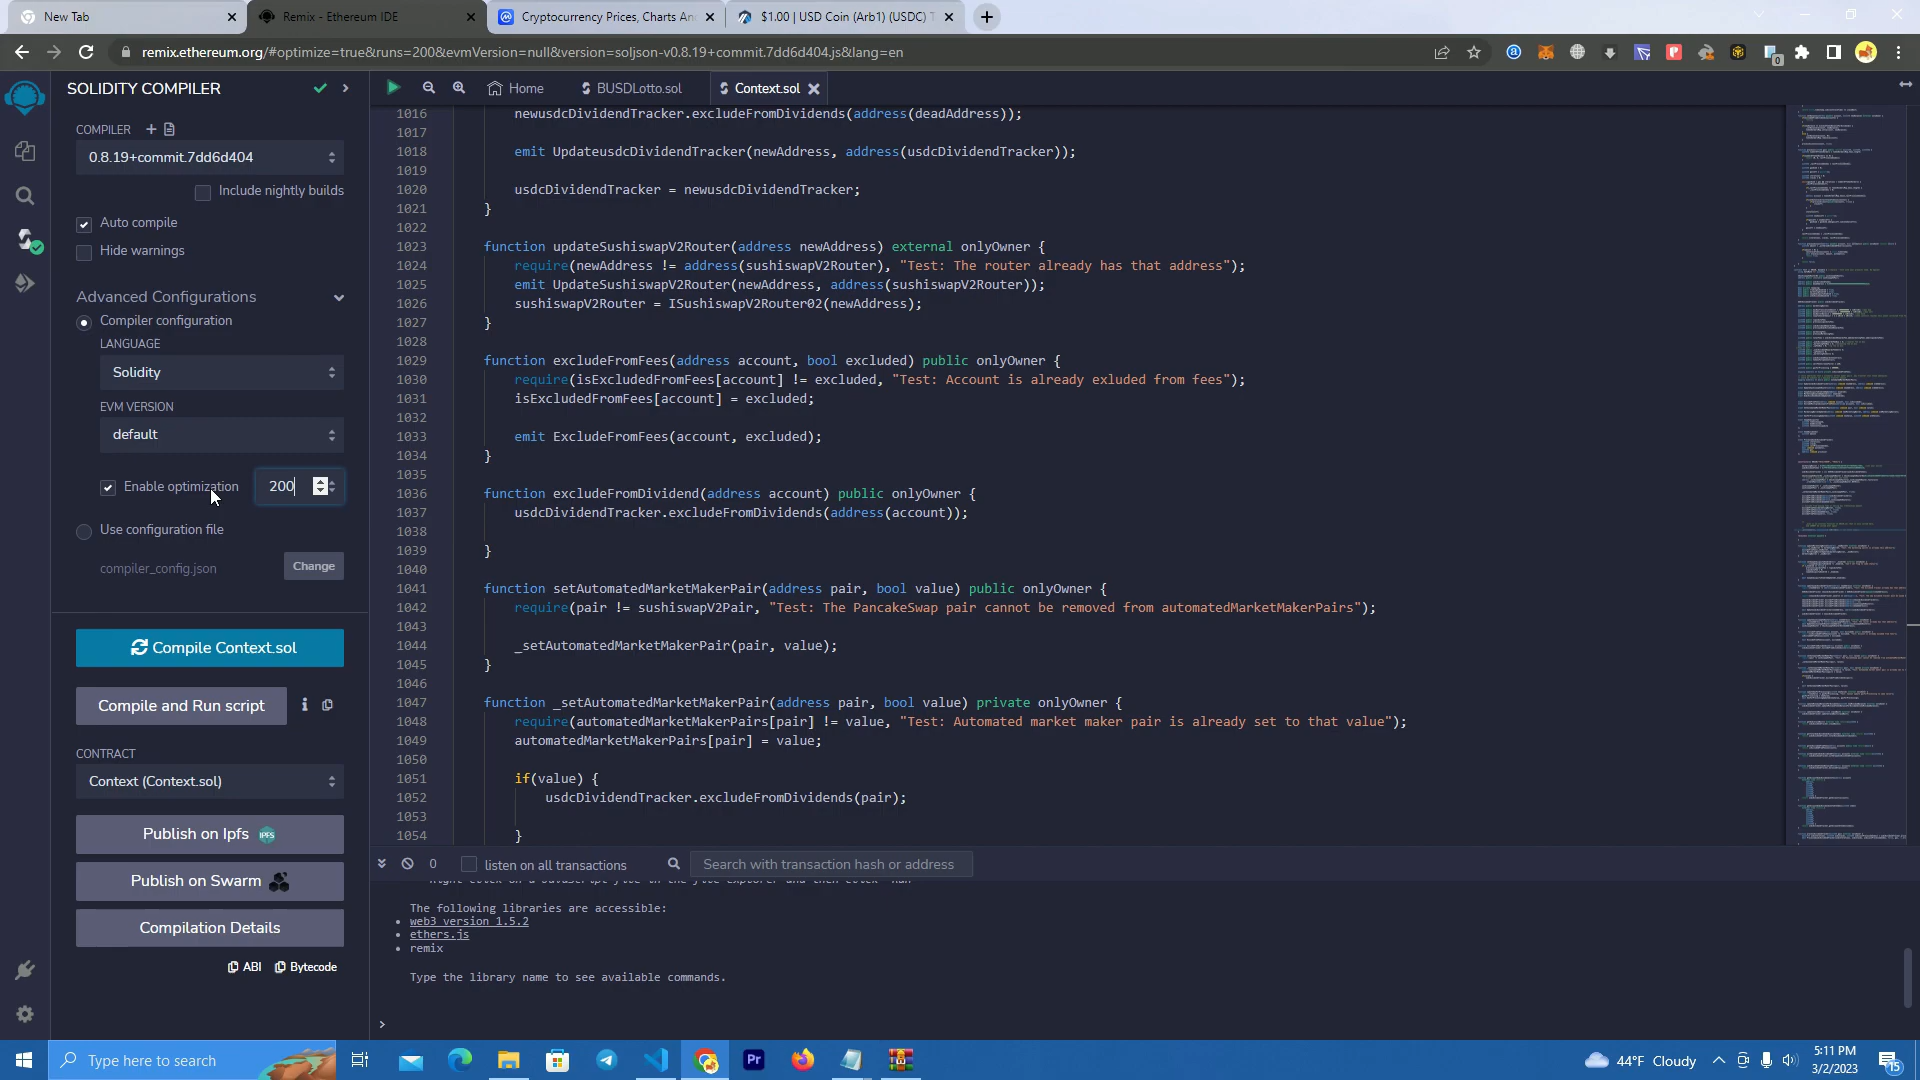 New Tab
Remix - Ethereum IDE
Cryptocurrency Prices, Charts An
$1.00 | USD Coin (Arb1) (USDC) T
remix.ethereum.org/#optimize=true&runs=200&evmVersion=null&version=soljson-v0.8.19+commit.7dd6d404.js&lang=en
SOLIDITY COMPILER
Home
BUSDLotto.sol
Context.sol
COMPILER
0.8.19+commit.7dd6d404
Include nightly builds
Auto compile
Hide warnings
Advanced Configurations
Compiler configuration
LANGUAGE
Solidity
EVM VERSION
default
Enable optimization
200
Use configuration file
compiler_config.json
Change
Compile Context.sol
Compile and Run script
CONTRACT
Context (Context.sol)
Publish on Ipfs
IPFS
Publish on Swarm
Compilation Details
ABI
Bytecode
1016 newusdcDividendTracker.excludeFromDividends(address(deadAddress));
1017
1018 emit UpdateusdcDividendTracker(newAddress, address(usdcDividendTracker));
1019
1020 usdcDividendTracker = newusdcDividendTracker;
1021 }
1022
1023 function updateSushiswapV2Router(address newAddress) external onlyOwner {
1024 require(newAddress != address(sushiswapV2Router), "Test: The router already has that address");
1025 emit UpdateSushiswapV2Router(newAddress, address(sushiswapV2Router));
1026 sushiswapV2Router = ISushiswapV2Router02(newAddress);
1027 }
1028
1029 function excludeFromFees(address account, bool excluded) public onlyOwner {
1030 require(isExcludedFromFees[account] != excluded, "Test: Account is already exluded from fees");
1031 isExcludedFromFees[account] = excluded;
1032
1033 emit ExcludeFromFees(account, excluded);
1034 }
1035
1036 function excludeFromDividend(address account) public onlyOwner {
1037 usdcDividendTracker.excludeFromDividends(address(account));
1038
1039 }
1040
1041 function setAutomatedMarketMakerPair(address pair, bool value) public onlyOwner {
1042 require(pair != sushiswapV2Pair, "Test: The PancakeSwap pair cannot be removed from automatedMarketMakerPairs");
1043
1044 _setAutomatedMarketMakerPair(pair, value);
1045 }
1046
1047 function _setAutomatedMarketMakerPair(address pair, bool value) private onlyOwner {
1048 require(automatedMarketMakerPairs[pair] != value, "Test: Automated market maker pair is already set to that value");
1049 automatedMarketMakerPairs[pair] = value;
1050
1051 if(value) {
1052 usdcDividendTracker.excludeFromDividends(pair);
1053
1054 }
0
listen on all transactions
Search with transaction hash or address
The following libraries are accessible:
web3 version 1.5.2
ethers.js
remix
Type the library name to see available commands.
>
Type here to search
Pr
44°F Cloudy
5:11 PM
3/2/2023
15